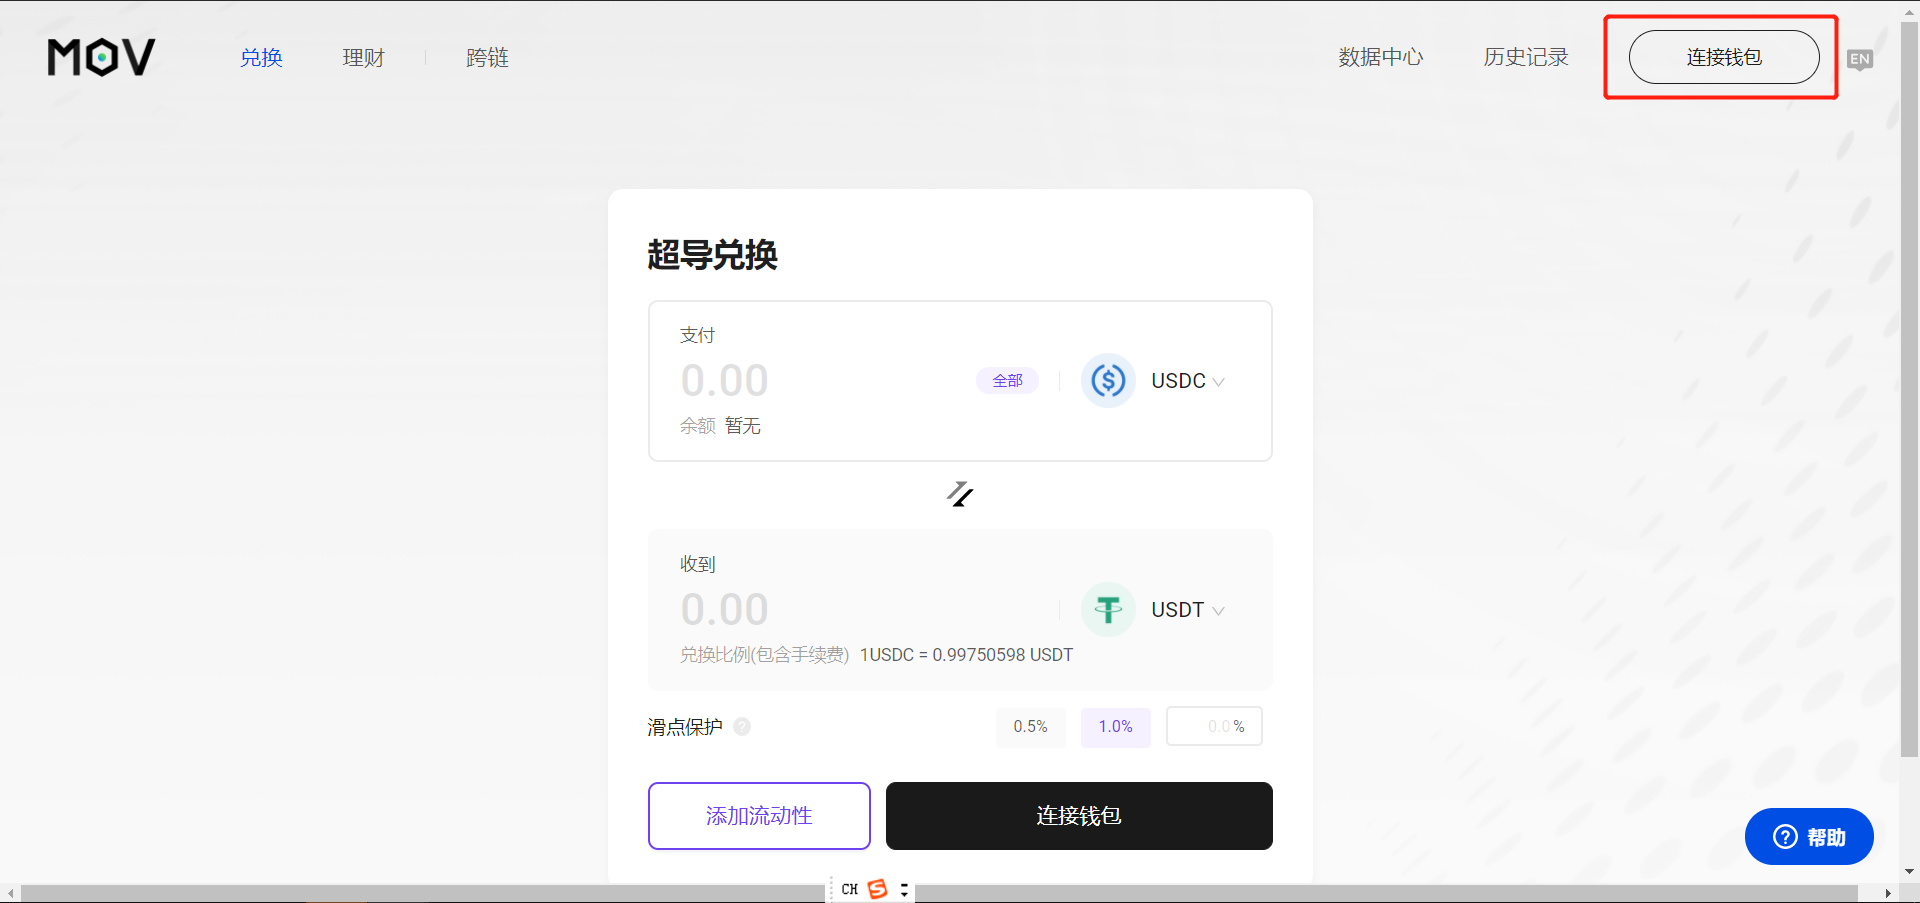 MOV
兑换
理财
跨链
数据中心
历史记录
连接钱包
EN
超导兑换
支付
0.00
全部
USDC
余额 暂无
收到
0.00
USDT
兑换比例(包含手续费) 1USDC = 0.99750598 USDT
滑点保护 ?
0.5%
1.0%
0.0 %
添加流动性
连接钱包
? 帮助
CH S